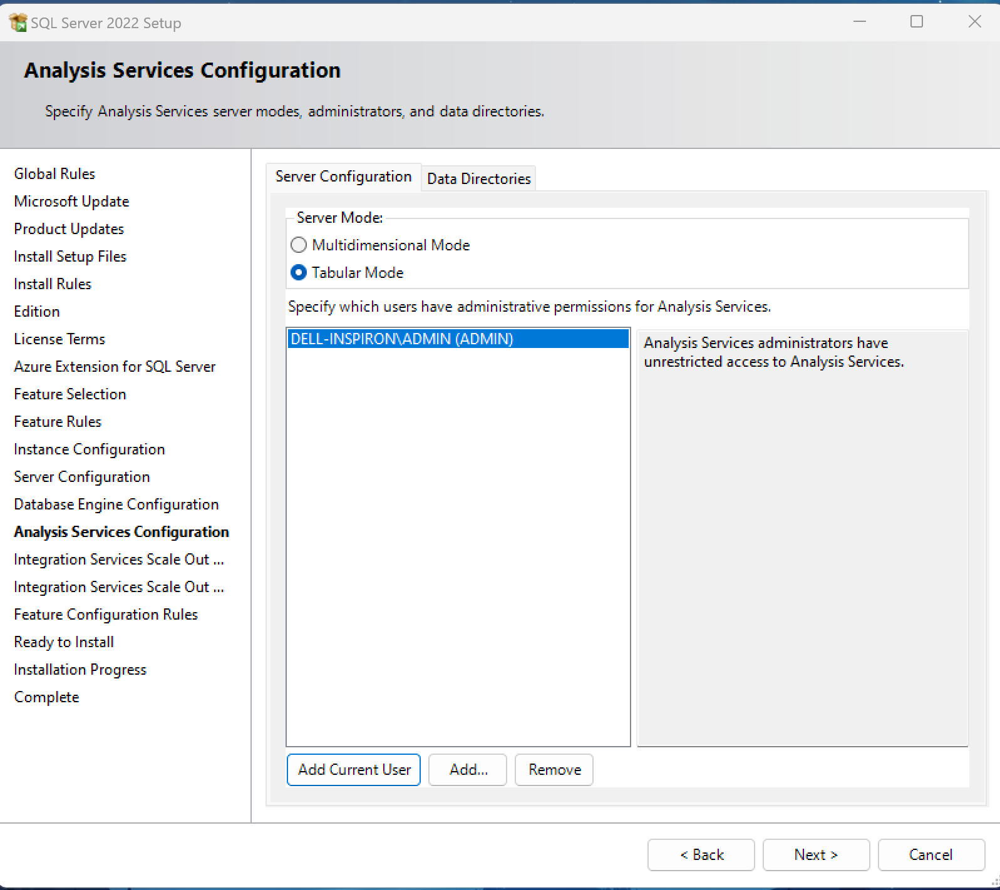 SQL Server 2022 Setup
Analysis Services Configuration
Specify Analysis Services server modes, administrators, and data directories.
Global Rules
Microsoft Update
Product Updates
Install Setup Files
Install Rules
Edition
License Terms
Azure Extension for SQL Server
Feature Selection
Feature Rules
Instance Configuration
Server Configuration
Database Engine Configuration
Analysis Services Configuration
Integration Services Scale Out ...
Integration Services Scale Out ...
Feature Configuration Rules
Ready to Install
Installation Progress
Complete
Server Configuration
Data Directories
Server Mode:
Multidimensional Mode
Tabular Mode
Specify which users have administrative permissions for Analysis Services.
DELL-INSPIRON\ADMIN (ADMIN)
Analysis Services administrators have
unrestricted access to Analysis Services.
Add Current User
Add...
Remove
< Back
Next >
Cancel